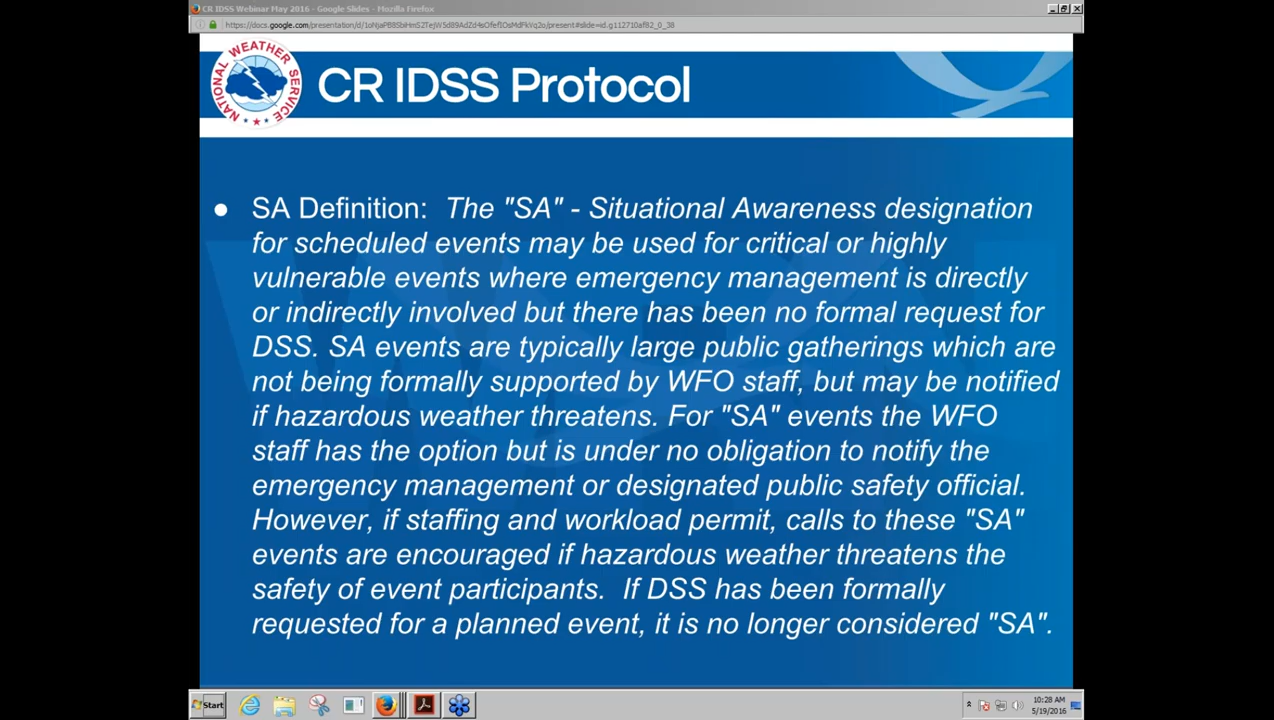 CR IDSS Webinar May 2016 - Google Slides - Mozilla Firefox
NATIONAL WEATHER SERVICE
CR IDSS Protocol
● SA Definition: The "SA" - Situational Awareness designation
for scheduled events may be used for critical or highly
vulnerable events where emergency management is directly
or indirectly involved but there has been no formal request for
DSS. SA events are typically large public gatherings which are
not being formally supported by WFO staff, but may be notified
if hazardous weather threatens. For "SA" events the WFO
staff has the option but is under no obligation to notify the
emergency management or designated public safety official.
However, if staffing and workload permit, calls to these "SA"
events are encouraged if hazardous weather threatens the
safety of event participants. If DSS has been formally
requested for a planned event, it is no longer considered "SA".
Start
10:28 AM
5/19/2016